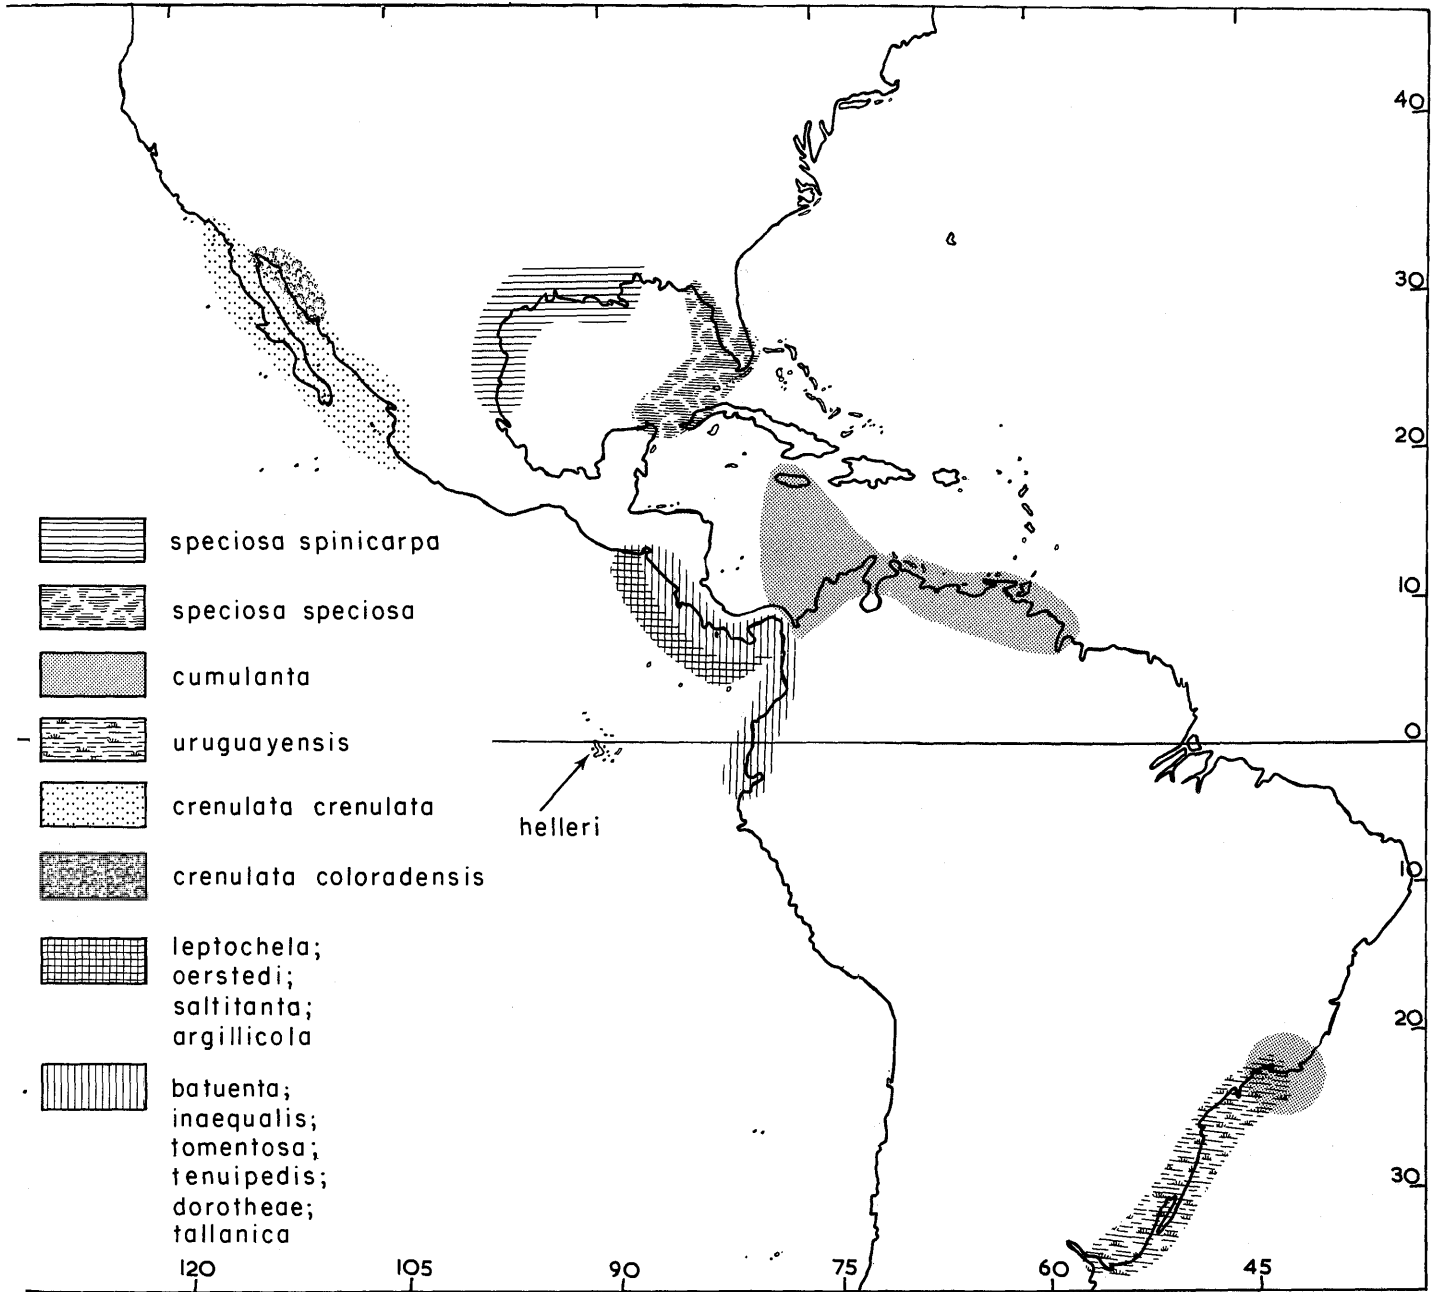 40
30
20
10
0
10
20
30
speciosa spinicarpa
speciosa speciosa
cumulanta
uruguayensis
crenulata crenulata
crenulata coloradensis
leptochela;
oerstedi;
saltitanta;
argillicola
batuenta;
inaequalis;
tomentosa;
tenuipedis;
dorotheae;
tallanica
helleri
120 105 90 75 60 45